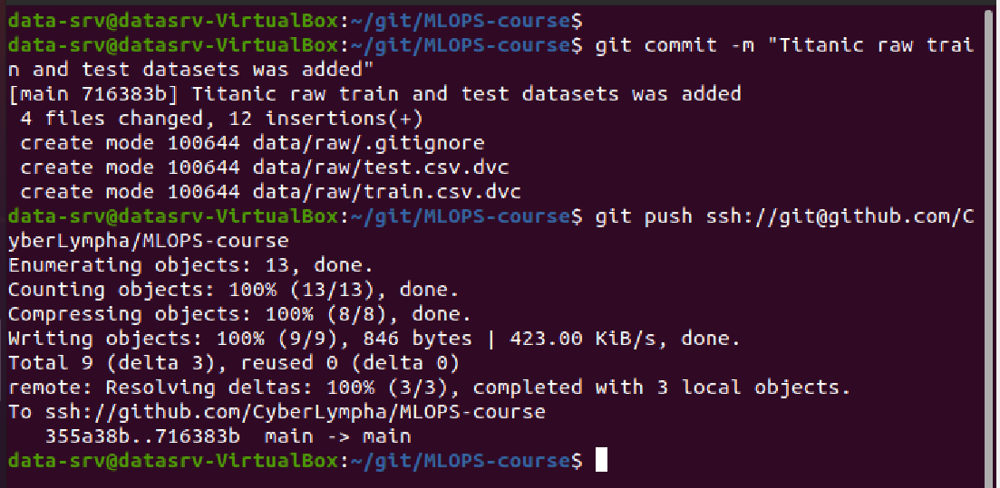 data-srv@datasrv-VirtualBox:~/git/MLOPS-course$
data-srv@datasrv-VirtualBox:~/git/MLOPS-course$ git commit -m "Titanic raw trai
n and test datasets was added"
[main 716383b] Titanic raw train and test datasets was added
 4 files changed, 12 insertions(+)
 create mode 100644 data/raw/.gitignore
 create mode 100644 data/raw/test.csv.dvc
 create mode 100644 data/raw/train.csv.dvc
data-srv@datasrv-VirtualBox:~/git/MLOPS-course$ git push ssh://git@github.com/C
yberLympha/MLOPS-course
Enumerating objects: 13, done.
Counting objects: 100% (13/13), done.
Compressing objects: 100% (8/8), done.
Writing objects: 100% (9/9), 846 bytes | 423.00 KiB/s, done.
Total 9 (delta 3), reused 0 (delta 0)
remote: Resolving deltas: 100% (3/3), completed with 3 local objects.
To ssh://github.com/CyberLympha/MLOPS-course
   355a38b..716383b  main -> main
data-srv@datasrv-VirtualBox:~/git/MLOPS-course$